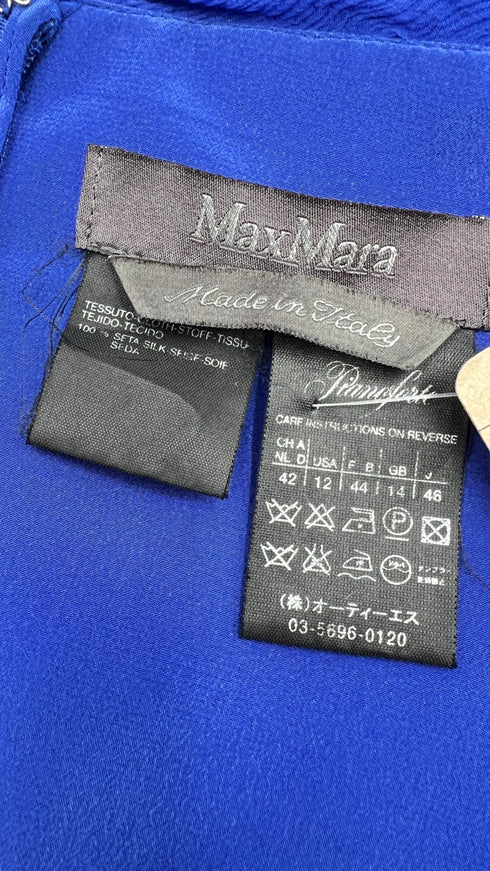 MaxMara
Made in Italy
TESSUTO-CLOTH-STOFF-TISSU
TEJIDO-TECIDO
100 % SETA SILK-SEIDE-SOIE
SEDA
Pianoforte
CARE INSTRUCTIONS ON REVERSE
CH A
NL D USA F B GB J
42 12 44 14 46
P
(株)オーティーエス
03-5696-0120